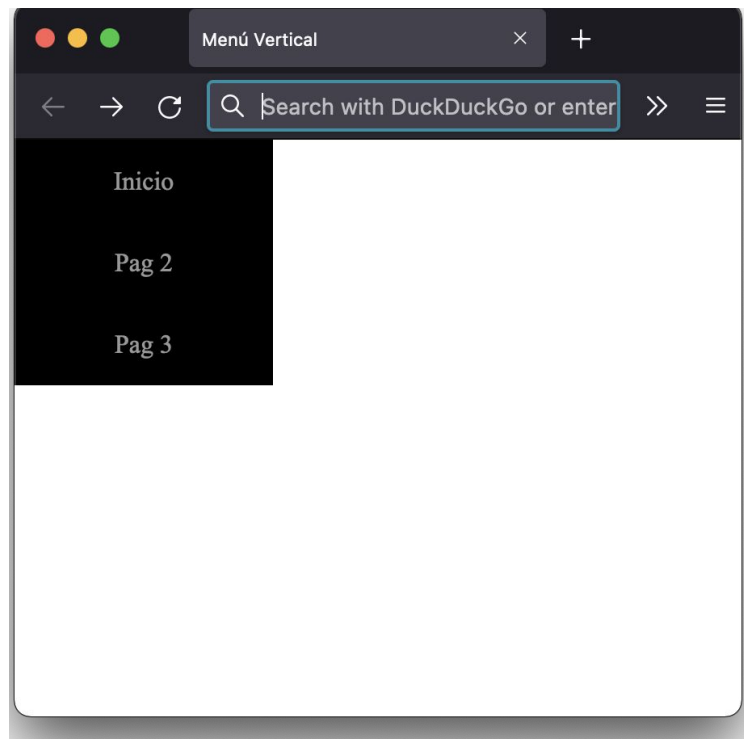 Menú Vertical
Search with DuckDuckGo or enter
Inicio
Pag 2
Pag 3